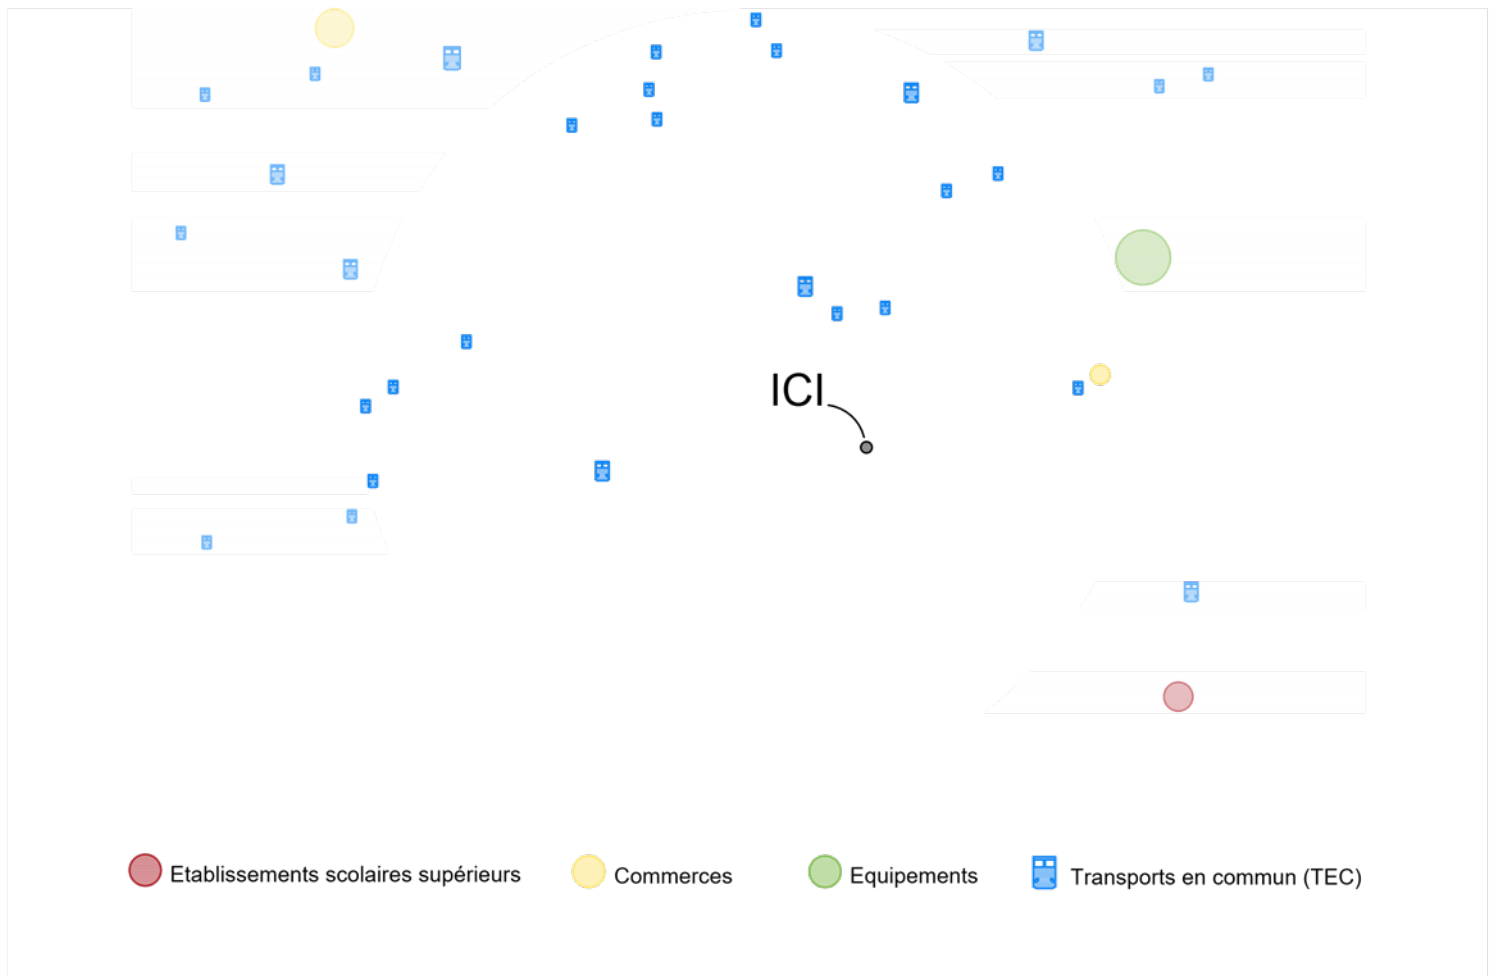 ICI
Etablissements scolaires supérieurs
Commerces
Equipements
Transports en commun (TEC)